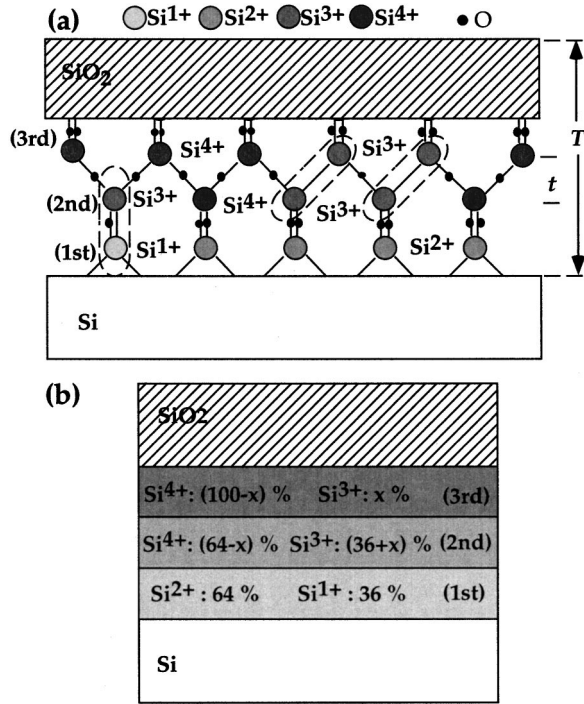 (a) Si1+ Si2+ Si3+ Si4+ O
SiO2
T
(3rd) Si4+ Si3+
t
(2nd) Si3+ Si4+ Si3+
(1st) Si1+ Si2+
Si
(b)
SiO2
Si4+: (100-x) % Si3+: x % (3rd)
Si4+: (64-x) % Si3+: (36+x) % (2nd)
Si2+ : 64 % Si1+ : 36 % (1st)
Si